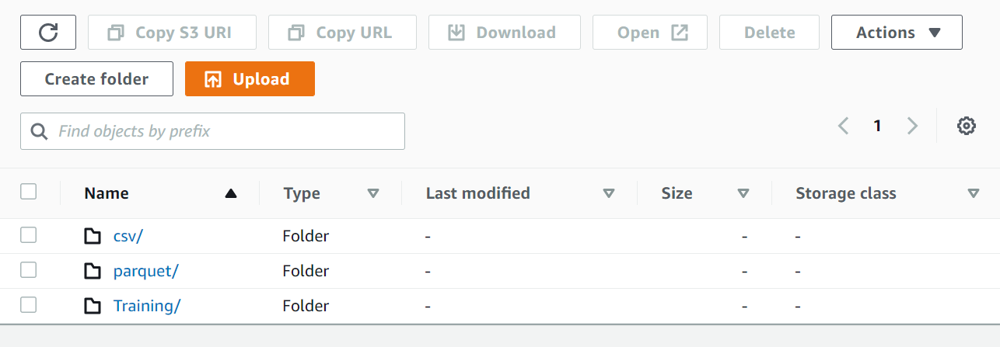 Copy S3 URI Copy URL Download Open Delete Actions
Create folder Upload
Find objects by prefix 1
Name Type Last modified Size Storage class
csv/ Folder - - -
parquet/ Folder - - -
Training/ Folder - - -